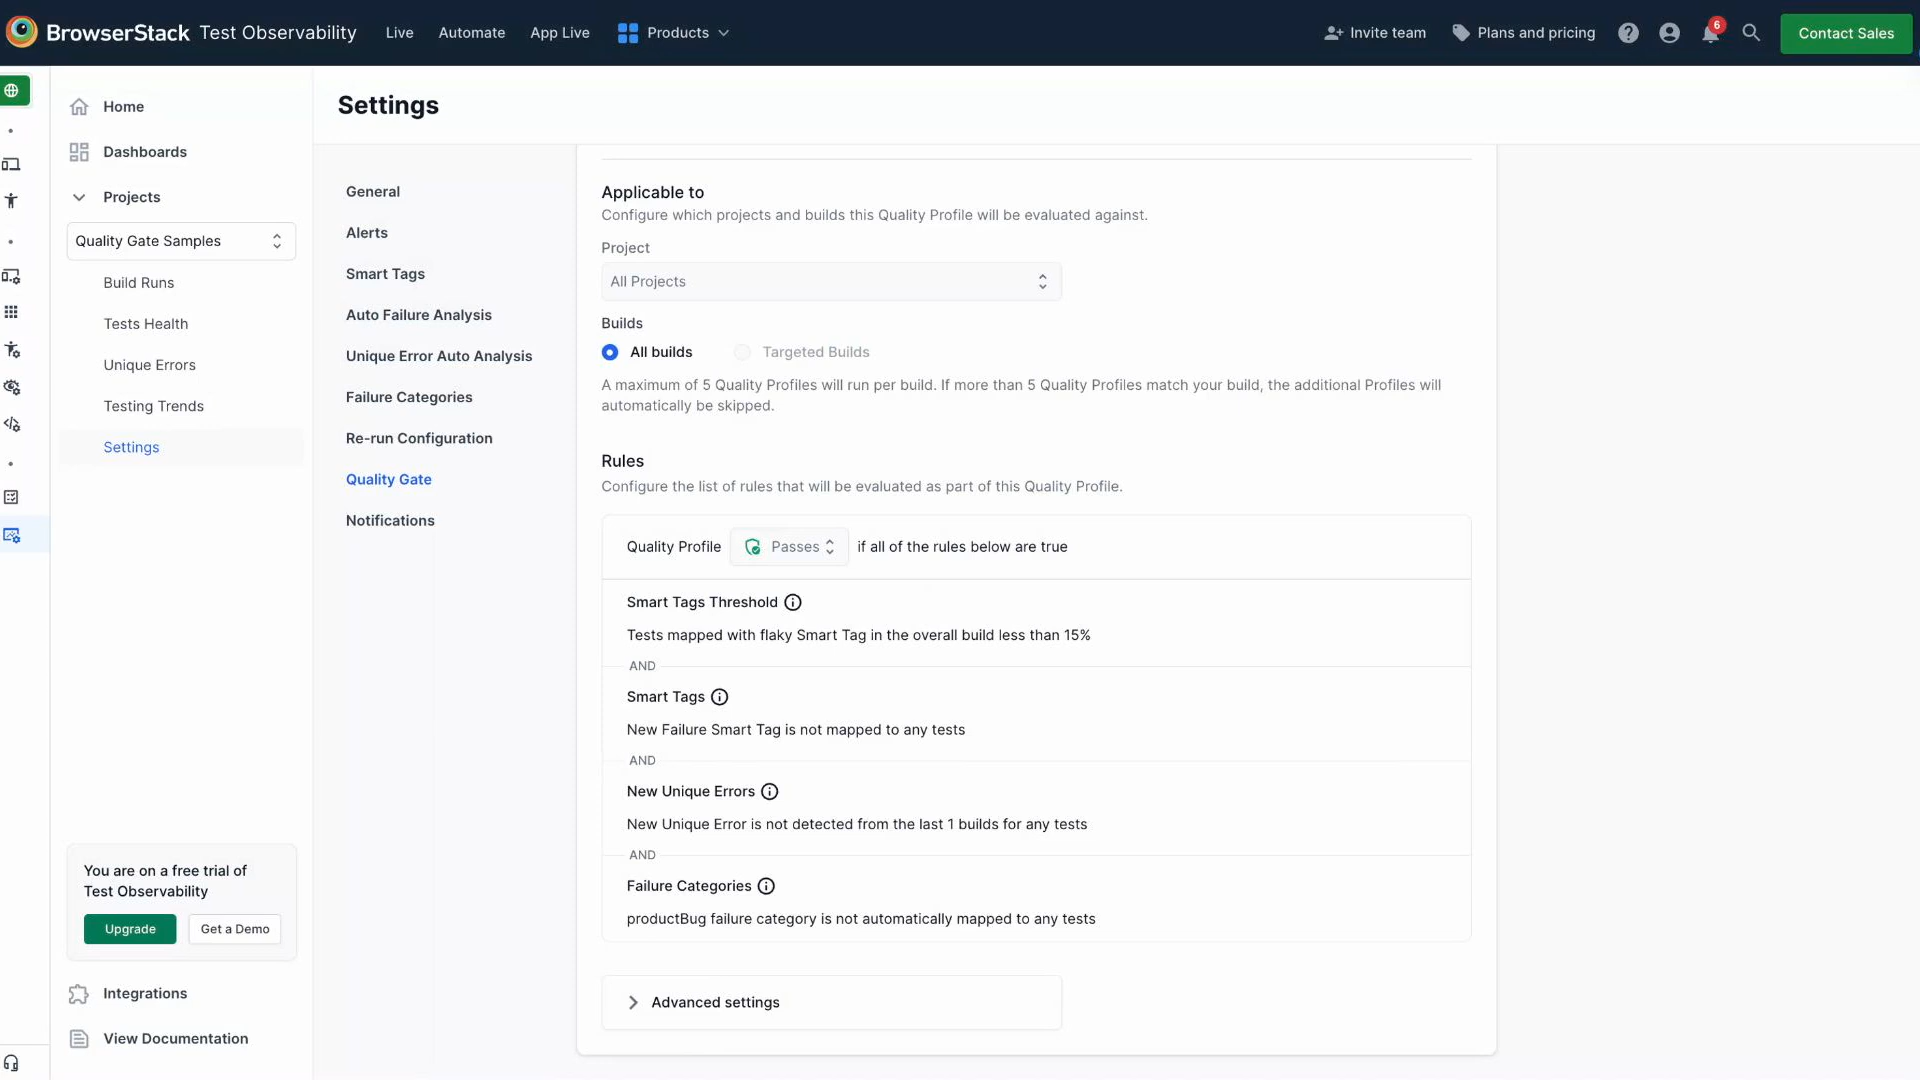 BrowserStack Test Observability Live Automate App Live Products Invite team Plans and pricing 6 Contact Sales
Home
Dashboards
Projects
Quality Gate Samples
Build Runs
Tests Health
Unique Errors
Testing Trends
Settings
You are on a free trial of
Test Observability
Upgrade Get a Demo
Integrations
View Documentation
Settings
General
Alerts
Smart Tags
Auto Failure Analysis
Unique Error Auto Analysis
Failure Categories
Re-run Configuration
Quality Gate
Notifications
Applicable to
Configure which projects and builds this Quality Profile will be evaluated against.
Project
All Projects
Builds
All builds Targeted Builds
A maximum of 5 Quality Profiles will run per build. If more than 5 Quality Profiles match your build, the additional Profiles will
automatically be skipped.
Rules
Configure the list of rules that will be evaluated as part of this Quality Profile.
Quality Profile Passes if all of the rules below are true
Smart Tags Threshold
Tests mapped with flaky Smart Tag in the overall build less than 15%
AND
Smart Tags
New Failure Smart Tag is not mapped to any tests
AND
New Unique Errors
New Unique Error is not detected from the last 1 builds for any tests
AND
Failure Categories
productBug failure category is not automatically mapped to any tests
Advanced settings